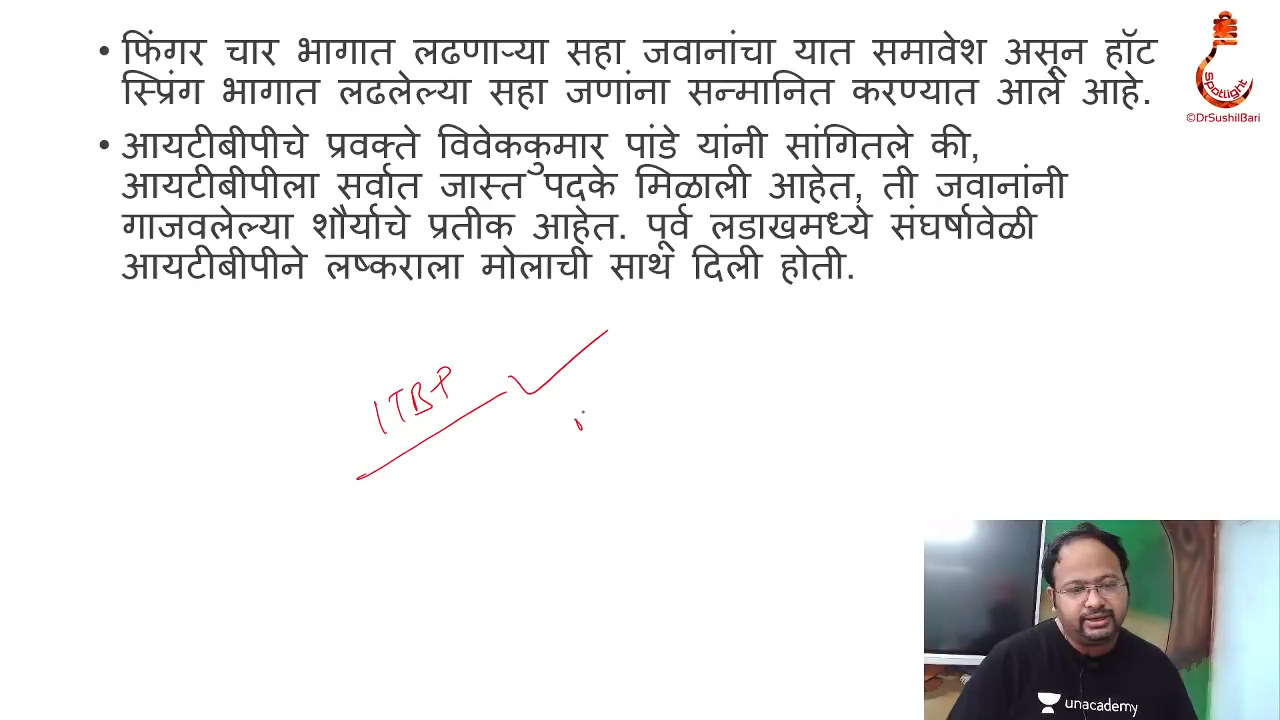 • फिंगर चार भागात लढणाऱ्या सहा जवानांचा यात समावेश असून हॉट
स्प्रिंग भागात लढलेल्या सहा जणांना सन्मानित करण्यात आले आहे.
• आयटीबीपीचे प्रवक्ते विवेककुमार पांडे यांनी सांगितले की,
आयटीबीपीला सर्वात जास्त पदके मिळाली आहेत, ती जवानांनी
गाजवलेल्या शौर्याचे प्रतीक आहेत. पूर्व लडाखमध्ये संघर्षावेळी
आयटीबीपीने लष्कराला मोलाची साथ दिली होती.
Spotlight
©DrSushilBari
ITBP
unacademy